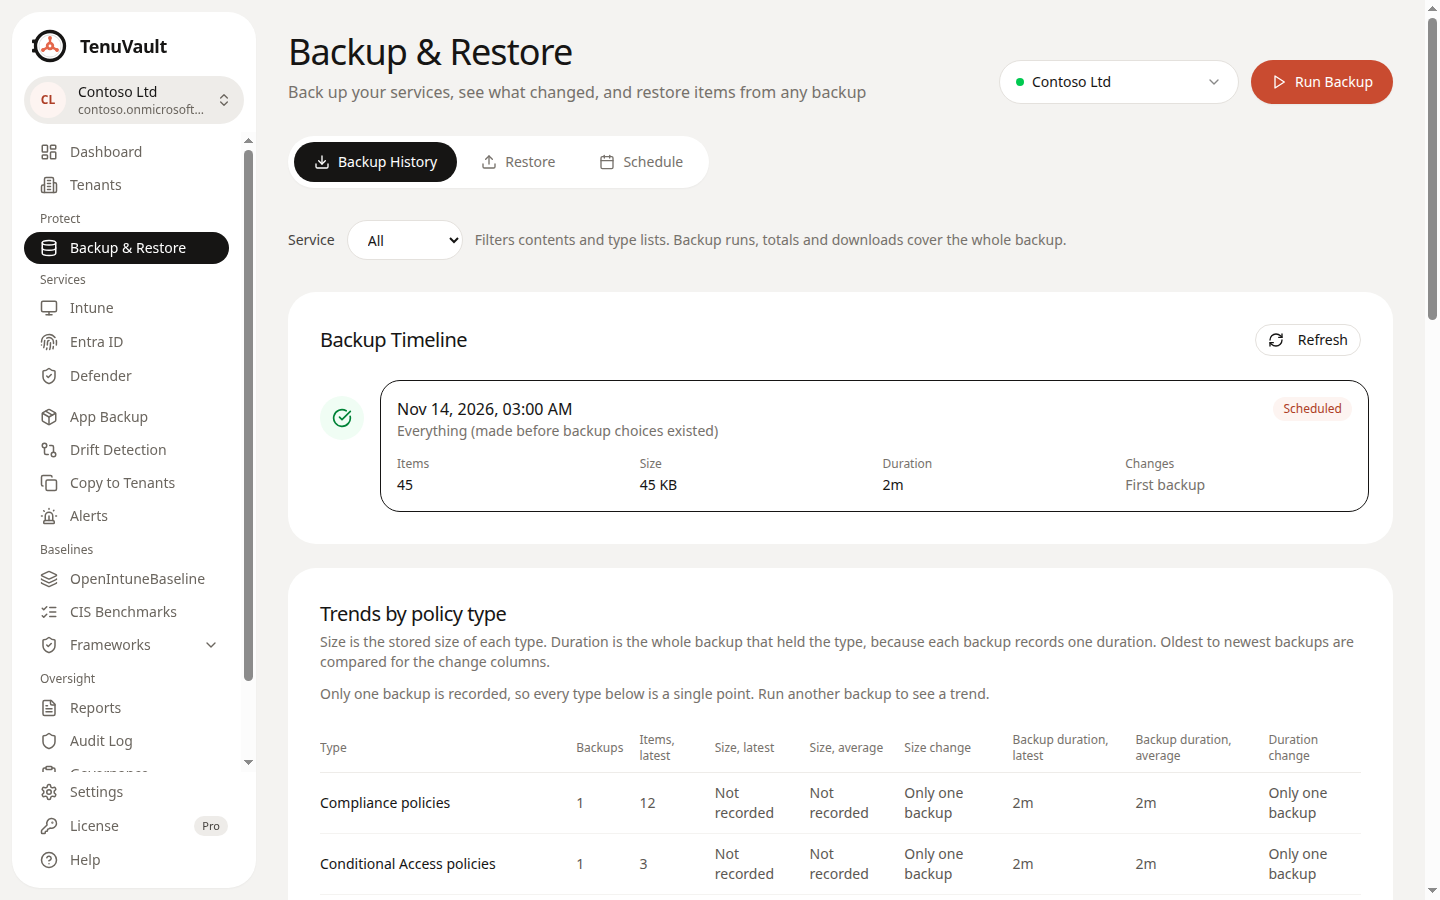 TenuVault
CL
Contoso Ltd
contoso.onmicrosoft...
Dashboard
Tenants
Protect
Backup & Restore
Services
Intune
Entra ID
Defender
App Backup
Drift Detection
Copy to Tenants
Alerts
Baselines
OpenIntuneBaseline
CIS Benchmarks
Frameworks
Oversight
Reports
Audit Log
Settings
License
Pro
Help
Backup & Restore
Back up your services, see what changed, and restore items from any backup
Contoso Ltd
Run Backup
Backup History
Restore
Schedule
Service
All
Filters contents and type lists. Backup runs, totals and downloads cover the whole backup.
Backup Timeline
Refresh
Nov 14, 2026, 03:00 AM
Scheduled
Everything (made before backup choices existed)
Items
Size
Duration
Changes
45
45 KB
2m
First backup
Trends by policy type
Size is the stored size of each type. Duration is the whole backup that held the type, because each backup records one duration. Oldest to newest backups are
compared for the change columns.
Only one backup is recorded, so every type below is a single point. Run another backup to see a trend.
Type
Backups
Items,
latest
Size, latest
Size, average
Size change
Backup duration,
latest
Backup duration,
average
Duration
change
Compliance policies
1
12
Not
recorded
Not
recorded
Only one
backup
2m
2m
Only one
backup
Conditional Access policies
1
3
Not
recorded
Not
recorded
Only one
backup
2m
2m
Only one
backup